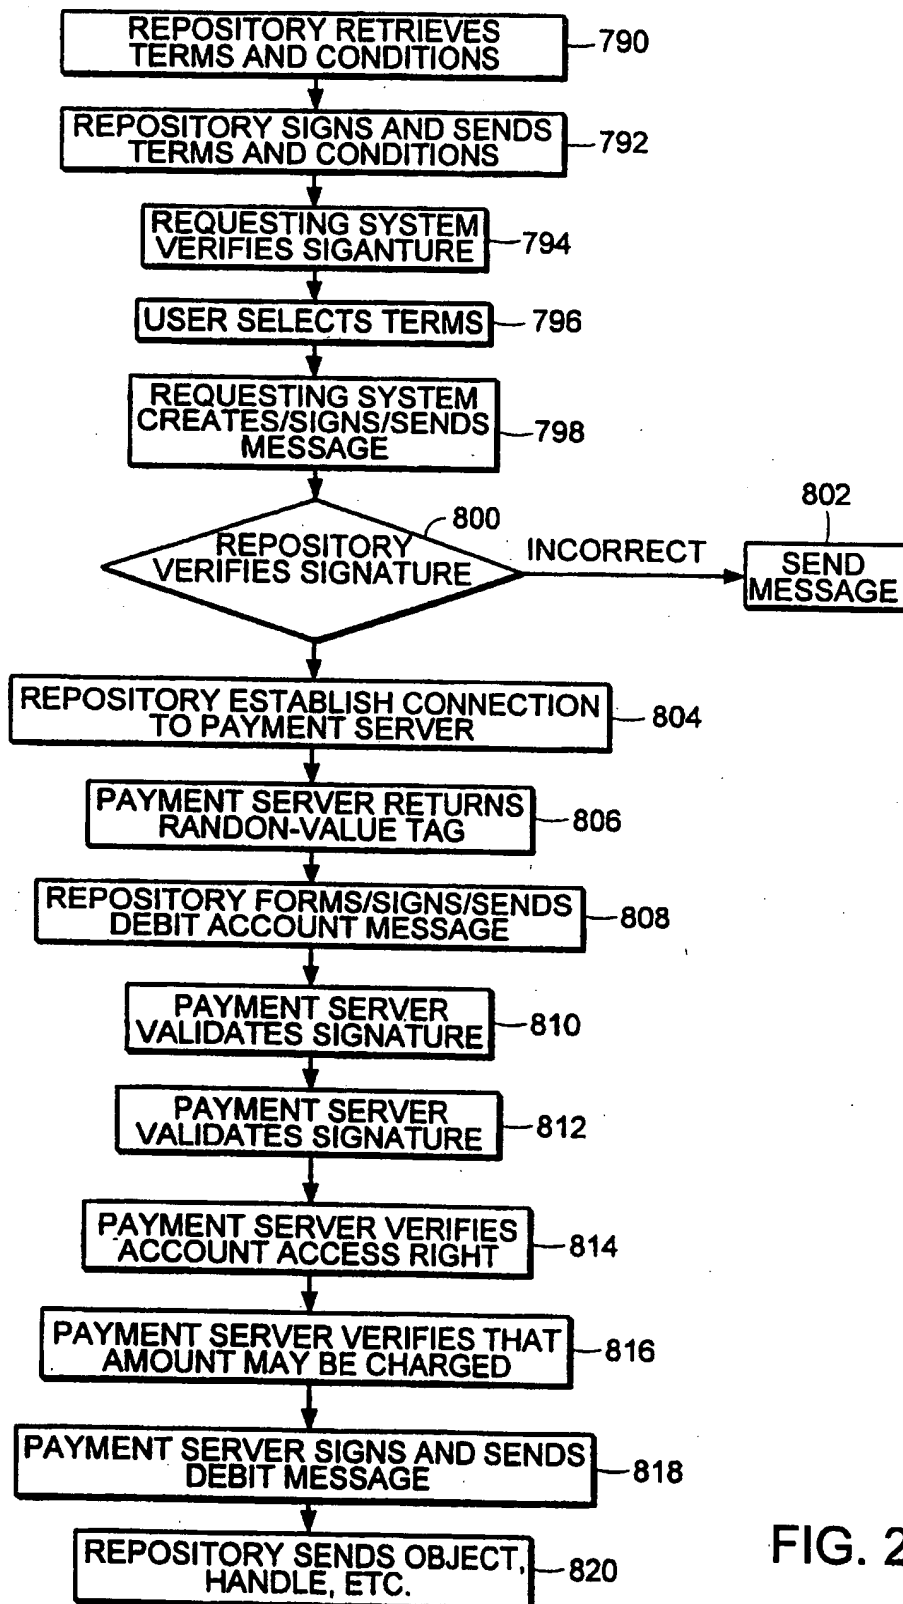 REPOSITORY RETRIEVES
TERMS AND CONDITIONS
790
REPOSITORY SIGNS AND SENDS
TERMS AND CONDITIONS
792
REQUESTING SYSTEM
VERIFIES SIGANTURE
794
USER SELECTS TERMS
796
REQUESTING SYSTEM
CREATES/SIGNS/SENDS
MESSAGE
798
800
REPOSITORY
VERIFIES SIGNATURE
INCORRECT
802
SEND
MESSAGE
REPOSITORY ESTABLISH CONNECTION
TO PAYMENT SERVER
804
PAYMENT SERVER RETURNS
RANDON-VALUE TAG
806
REPOSITORY FORMS/SIGNS/SENDS
DEBIT ACCOUNT MESSAGE
808
PAYMENT SERVER
VALIDATES SIGNATURE
810
PAYMENT SERVER
VALIDATES SIGNATURE
812
PAYMENT SERVER VERIFIES
ACCOUNT ACCESS RIGHT
814
PAYMENT SERVER VERIFIES THAT
AMOUNT MAY BE CHARGED
816
PAYMENT SERVER SIGNS AND SENDS
DEBIT MESSAGE
818
REPOSITORY SENDS OBJECT,
HANDLE, ETC.
820
FIG. 2